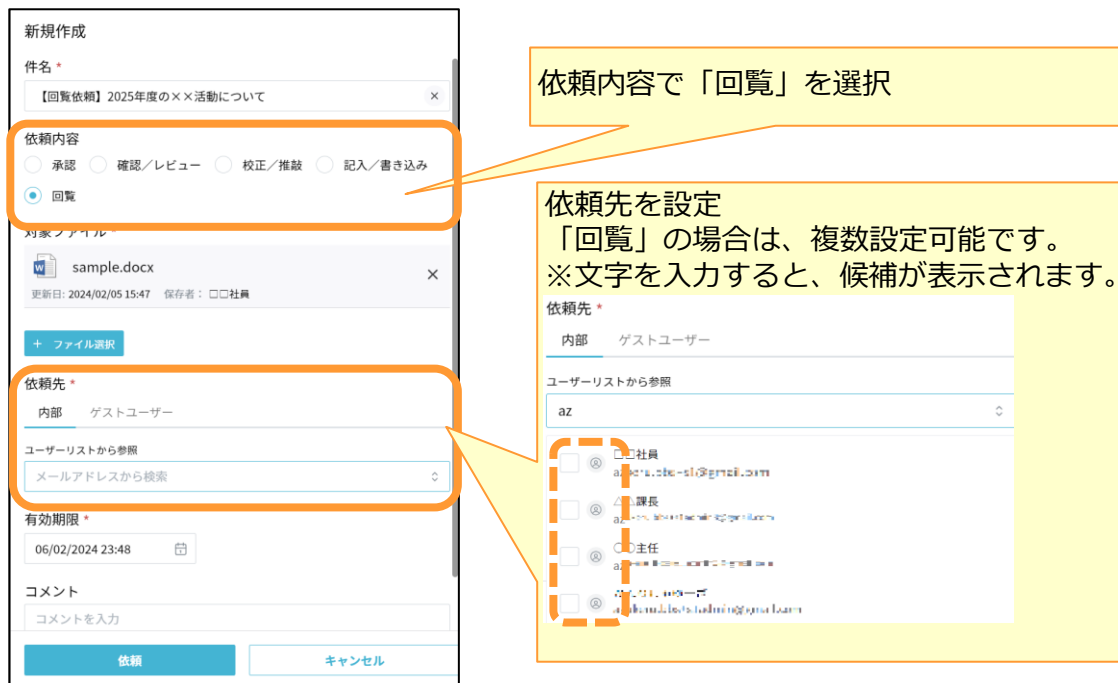 新規作成
件名 *
【回覧依頼】2025年度の××活動について
依頼内容
承認 確認／レビュー 校正／推敲 記入／書き込み
回覧
対象ファイル *
sample.docx
更新日: 2024/02/05 15:47 保存者： □□社員
+ ファイル選択
依頼先 *
内部 ゲストユーザー
ユーザーリストから参照
メールアドレスから検索
有効期限 *
06/02/2024 23:48
コメント
コメントを入力
依頼 キャンセル
依頼内容で「回覧」を選択
依頼先を設定
「回覧」の場合は、複数設定可能です。
※文字を入力すると、候補が表示されます。
依頼先 *
内部 ゲストユーザー
ユーザーリストから参照
az
□□社員
△△課長
○○主任